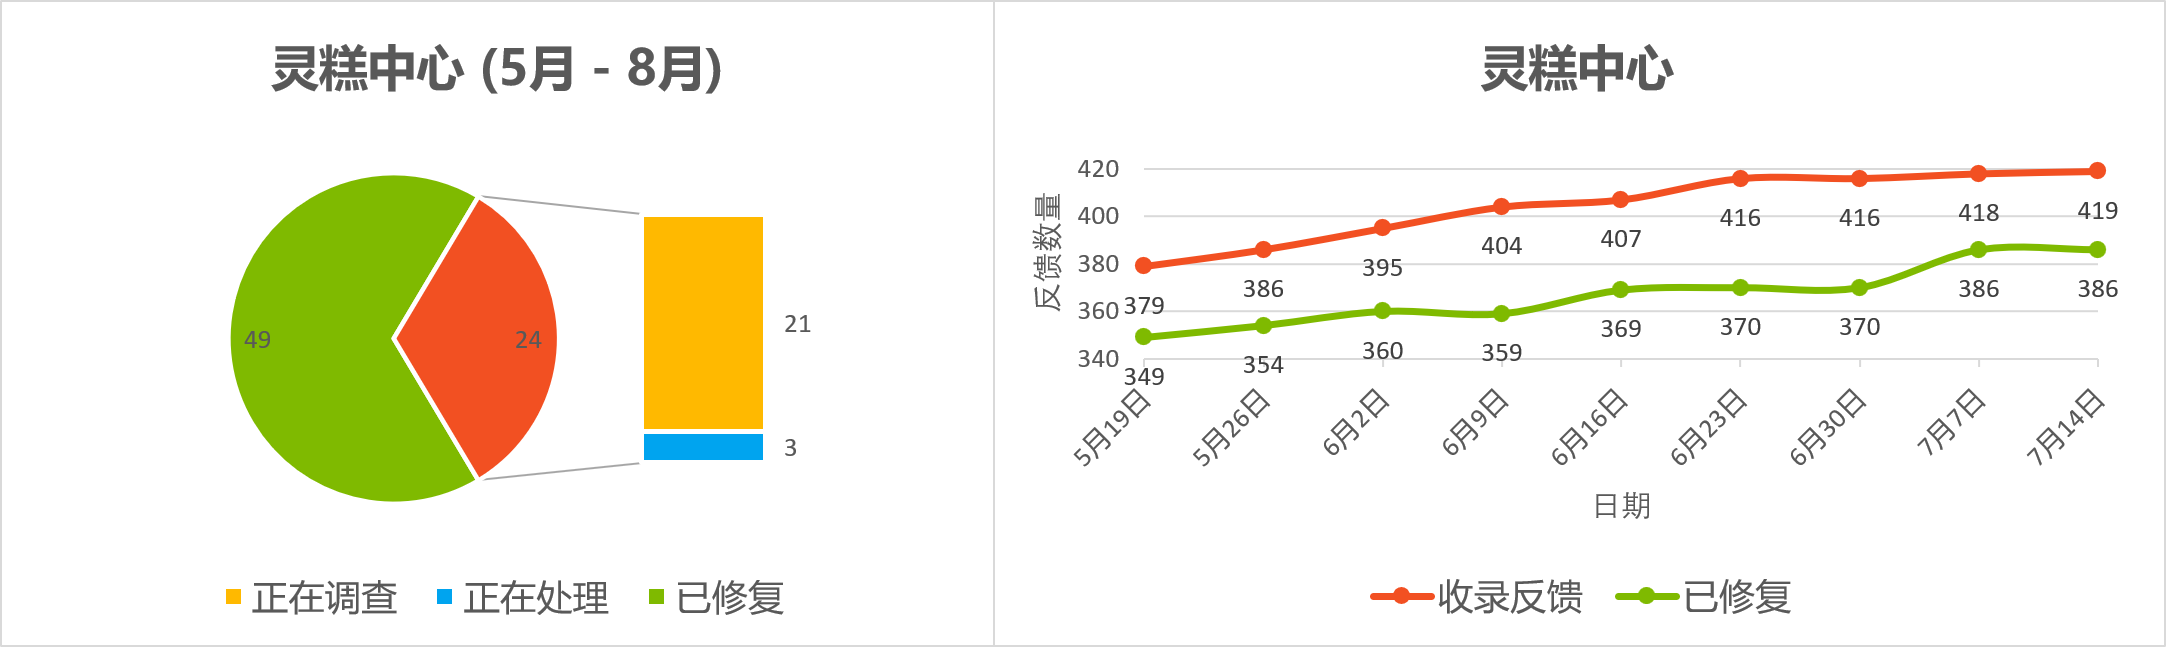 灵糕中心 (5月 - 8月)
49
24
21
3
正在调查
正在处理
已修复
灵糕中心
反馈数量
420
400
380
360
340
379
386
395
404
407
416
416
418
419
349
354
360
359
369
370
370
386
386
5月19日
5月26日
6月2日
6月9日
6月16日
6月23日
6月30日
7月7日
7月14日
日期
收录反馈
已修复